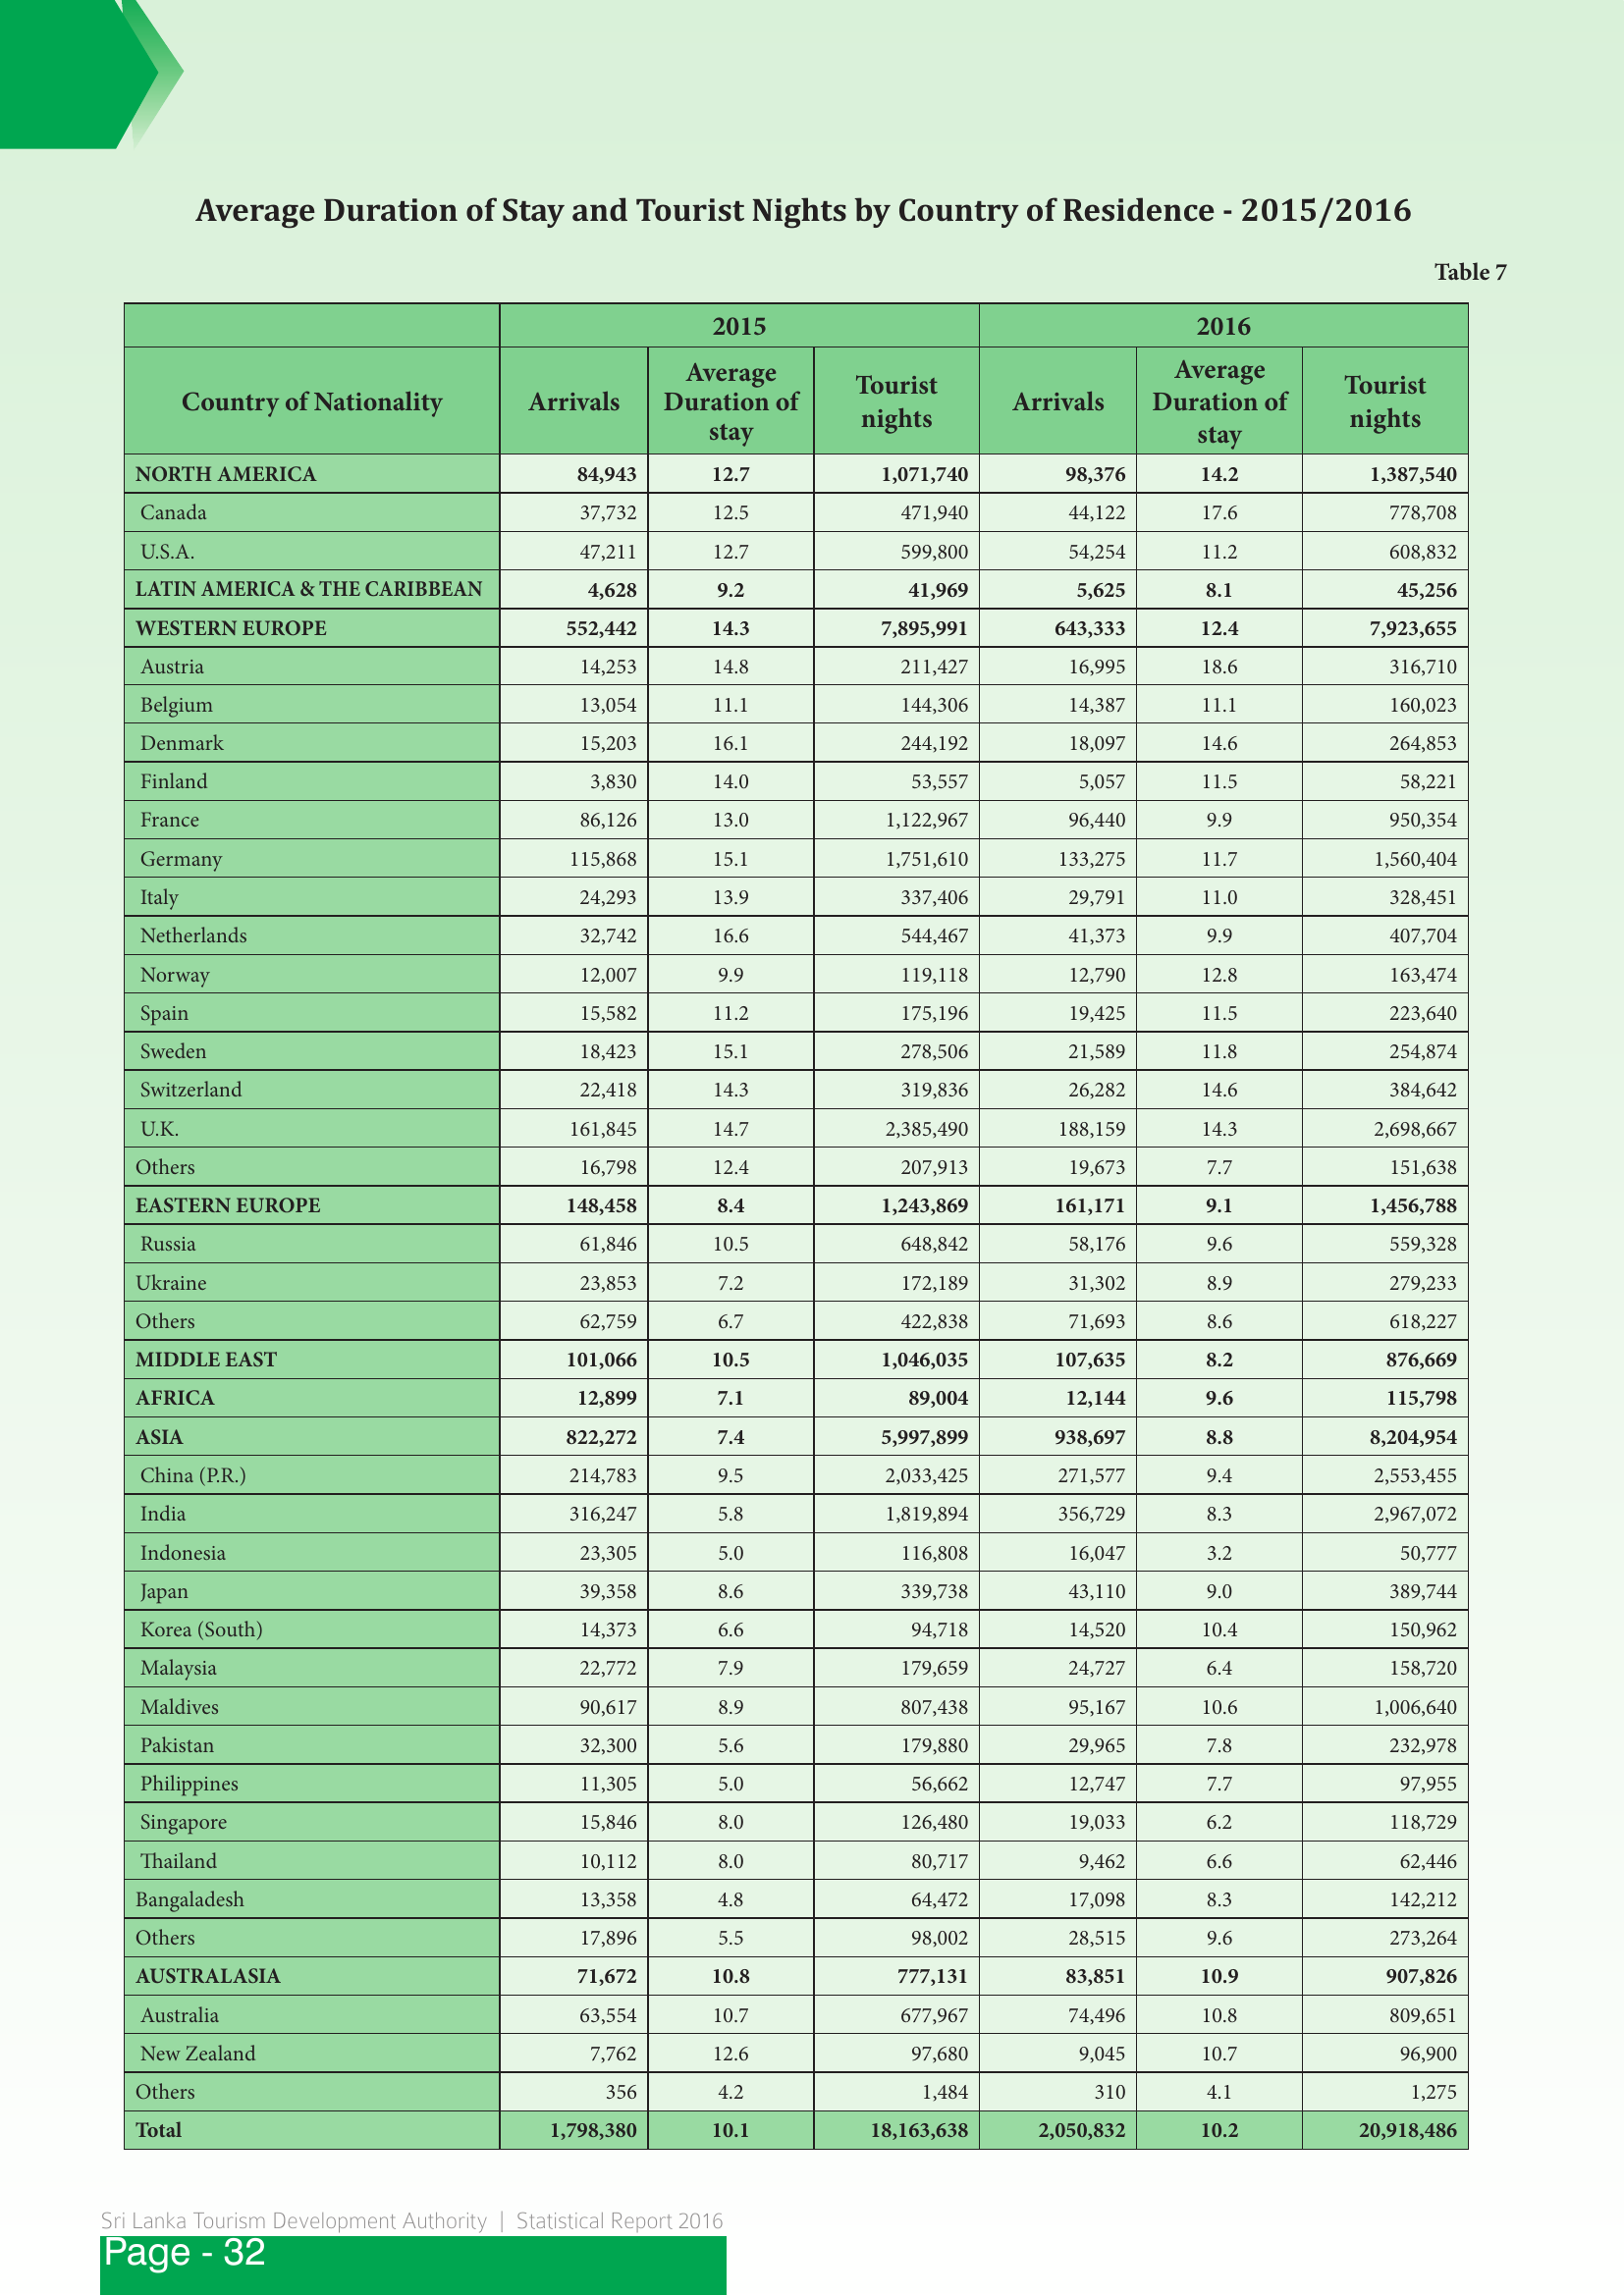 Average Duration of Stay and Tourist Nights by Country of Residence - 2015/2016
Table 7
2015 2016
Country of Nationality Arrivals Average Duration of stay Tourist nights Arrivals Average Duration of stay Tourist nights
NORTH AMERICA 84,943 12.7 1,071,740 98,376 14.2 1,387,540
Canada 37,732 12.5 471,940 44,122 17.6 778,708
U.S.A. 47,211 12.7 599,800 54,254 11.2 608,832
LATIN AMERICA & THE CARIBBEAN 4,628 9.2 41,969 5,625 8.1 45,256
WESTERN EUROPE 552,442 14.3 7,895,991 643,333 12.4 7,923,655
Austria 14,253 14.8 211,427 16,995 18.6 316,710
Belgium 13,054 11.1 144,306 14,387 11.1 160,023
Denmark 15,203 16.1 244,192 18,097 14.6 264,853
Finland 3,830 14.0 53,557 5,057 11.5 58,221
France 86,126 13.0 1,122,967 96,440 9.9 950,354
Germany 115,868 15.1 1,751,610 133,275 11.7 1,560,404
Italy 24,293 13.9 337,406 29,791 11.0 328,451
Netherlands 32,742 16.6 544,467 41,373 9.9 407,704
Norway 12,007 9.9 119,118 12,790 12.8 163,474
Spain 15,582 11.2 175,196 19,425 11.5 223,640
Sweden 18,423 15.1 278,506 21,589 11.8 254,874
Switzerland 22,418 14.3 319,836 26,282 14.6 384,642
U.K. 161,845 14.7 2,385,490 188,159 14.3 2,698,667
Others 16,798 12.4 207,913 19,673 7.7 151,638
EASTERN EUROPE 148,458 8.4 1,243,869 161,171 9.1 1,456,788
Russia 61,846 10.5 648,842 58,176 9.6 559,328
Ukraine 23,853 7.2 172,189 31,302 8.9 279,233
Others 62,759 6.7 422,838 71,693 8.6 618,227
MIDDLE EAST 101,066 10.5 1,046,035 107,635 8.2 876,669
AFRICA 12,899 7.1 89,004 12,144 9.6 115,798
ASIA 822,272 7.4 5,997,899 938,697 8.8 8,204,954
China (P.R.) 214,783 9.5 2,033,425 271,577 9.4 2,553,455
India 316,247 5.8 1,819,894 356,729 8.3 2,967,072
Indonesia 23,305 5.0 116,808 16,047 3.2 50,777
Japan 39,358 8.6 339,738 43,110 9.0 389,744
Korea (South) 14,373 6.6 94,718 14,520 10.4 150,962
Malaysia 22,772 7.9 179,659 24,727 6.4 158,720
Maldives 90,617 8.9 807,438 95,167 10.6 1,006,640
Pakistan 32,300 5.6 179,880 29,965 7.8 232,978
Philippines 11,305 5.0 56,662 12,747 7.7 97,955
Singapore 15,846 8.0 126,480 19,033 6.2 118,729
Thailand 10,112 8.0 80,717 9,462 6.6 62,446
Bangaladesh 13,358 4.8 64,472 17,098 8.3 142,212
Others 17,896 5.5 98,002 28,515 9.6 273,264
AUSTRALASIA 71,672 10.8 777,131 83,851 10.9 907,826
Australia 63,554 10.7 677,967 74,496 10.8 809,651
New Zealand 7,762 12.6 97,680 9,045 10.7 96,900
Others 356 4.2 1,484 310 4.1 1,275
Total 1,798,380 10.1 18,163,638 2,050,832 10.2 20,918,486
Sri Lanka Tourism Development Authority | Statistical Report 2016
Page - 32